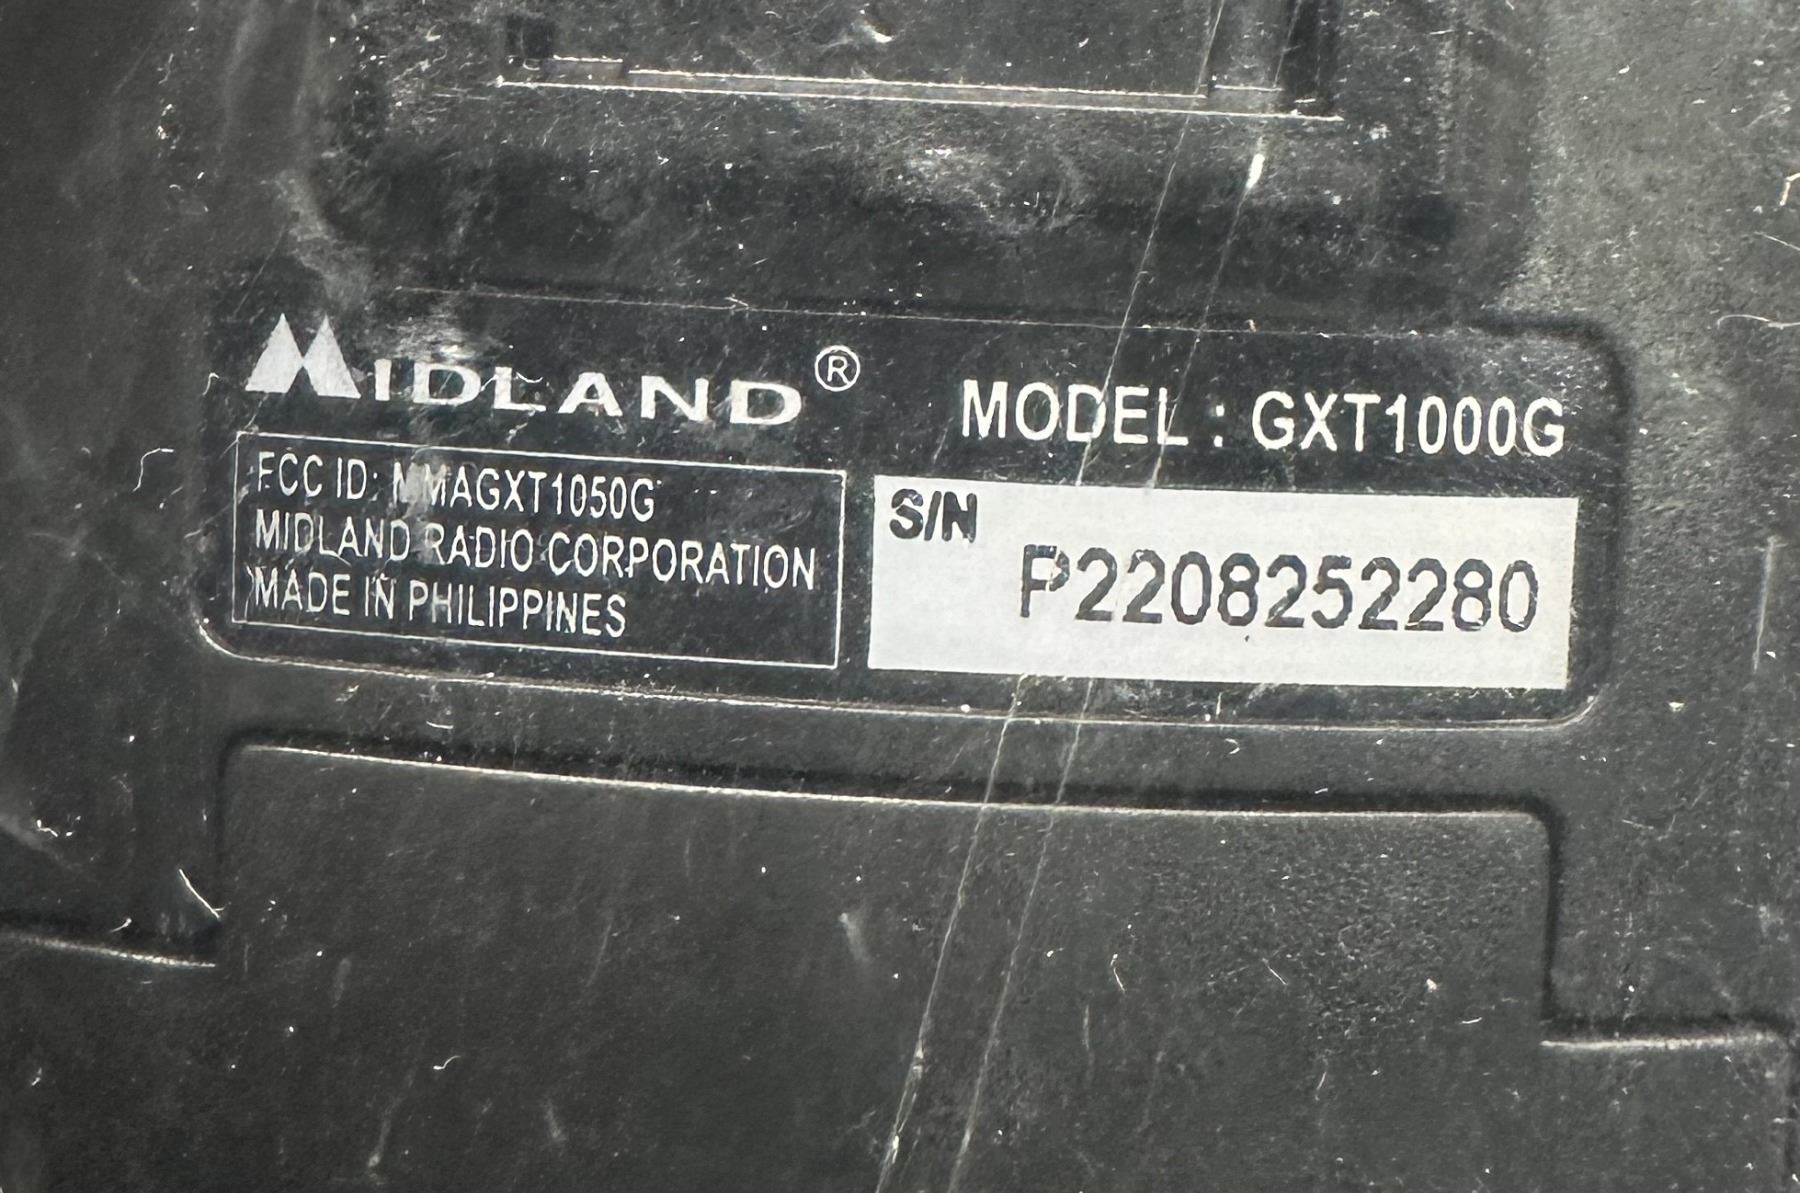 MIDLAND®
MODEL : GXT1000G
FCC ID: MMAGXT1050G
MIDLAND RADIO CORPORATION
MADE IN PHILIPPINES
S/N
P2208252280